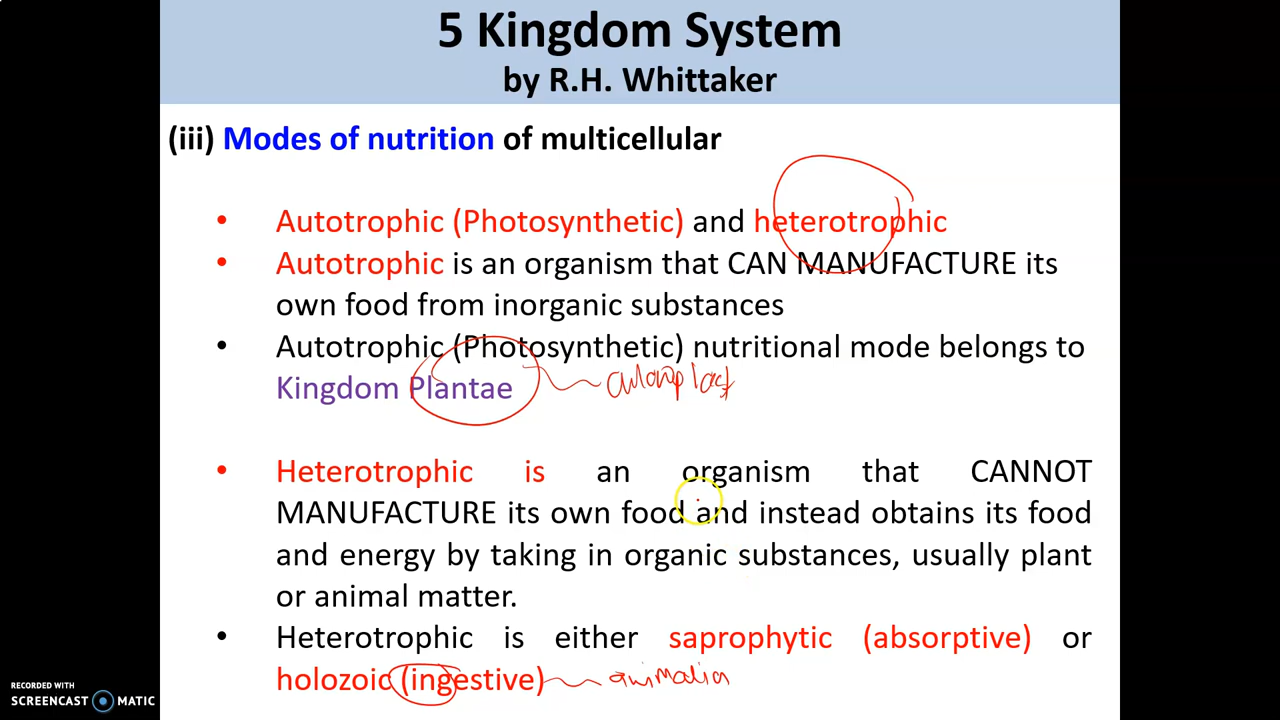 5 Kingdom System
by R.H. Whittaker
(iii) Modes of nutrition of multicellular
• Autotrophic (Photosynthetic) and heterotrophic
• Autotrophic is an organism that CAN MANUFACTURE its
own food from inorganic substances
• Autotrophic (Photosynthetic) nutritional mode belongs to
Kingdom Plantae
• Heterotrophic is an organism that CANNOT
MANUFACTURE its own food and instead obtains its food
and energy by taking in organic substances, usually plant
or animal matter.
• Heterotrophic is either saprophytic (absorptive) or
holozoic (ingestive) animalia
RECORDED WITH
SCREENCAST MATIC